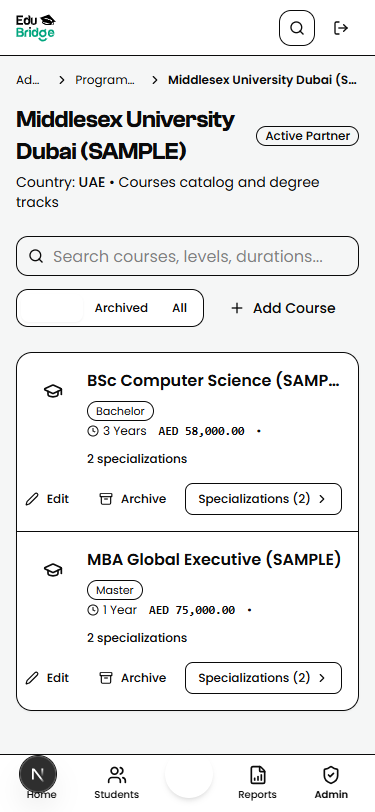 Edu
Bridge
Ad... > Program... > Middlesex University Dubai (S...
Middlesex University
Dubai (SAMPLE)
Active Partner
Country: UAE • Courses catalog and degree
tracks
Search courses, levels, durations...
Archived
All
+ Add Course
BSc Computer Science (SAMP...
Bachelor
3 Years AED 58,000.00 •
2 specializations
Edit
Archive
Specializations (2) >
MBA Global Executive (SAMPLE)
Master
1 Year AED 75,000.00 •
2 specializations
Edit
Archive
Specializations (2) >
N
Home
Students
Reports
Admin